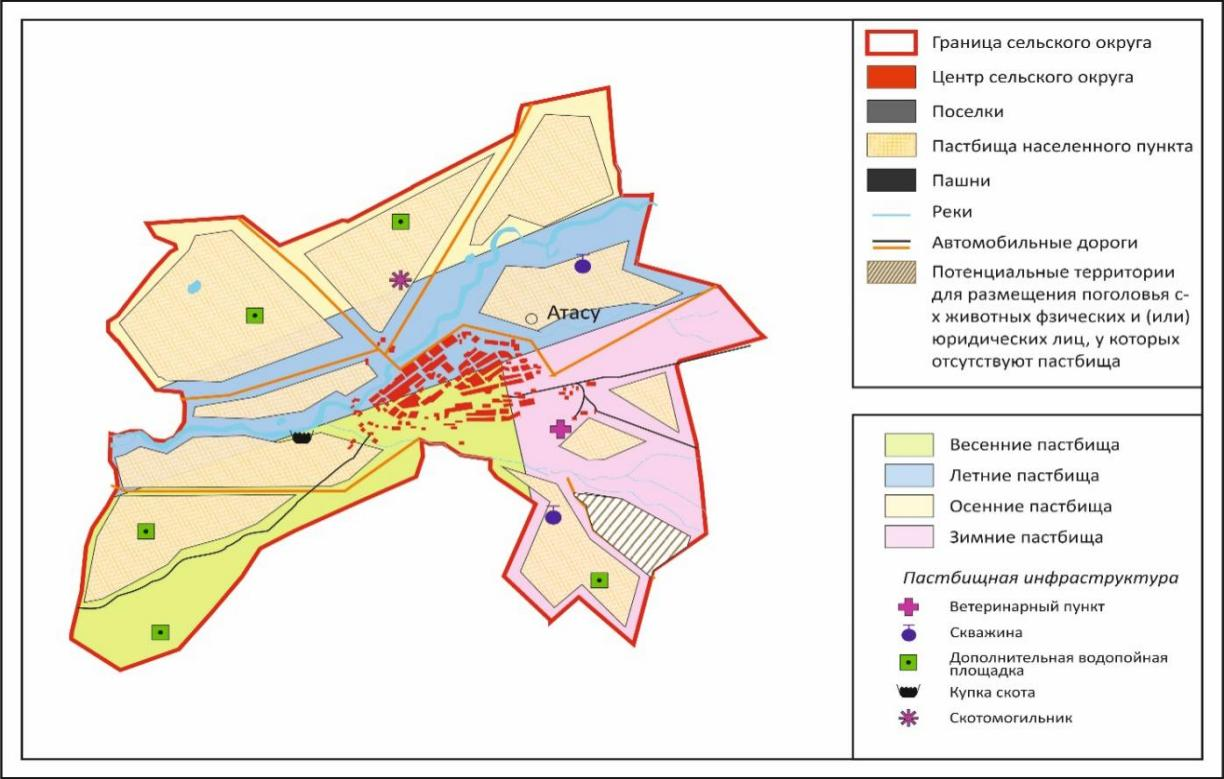 Граница сельского округа
Центр сельского округа
Поселки
Пастбища населенного пункта
Пашни
Реки
Автомобильные дороги
Потенциальные территории
для размещения поголовья с-
х животных фзических и (или)
юридических лиц, у которых
отсутствуют пастбища
Атасу
Весенние пастбища
Летние пастбища
Осенние пастбища
Зимние пастбища
Пастбищная инфраструктура
Ветеринарный пункт
Скважина
Дополнительная водопойная
площадка
Купка скота
Скотомогильник